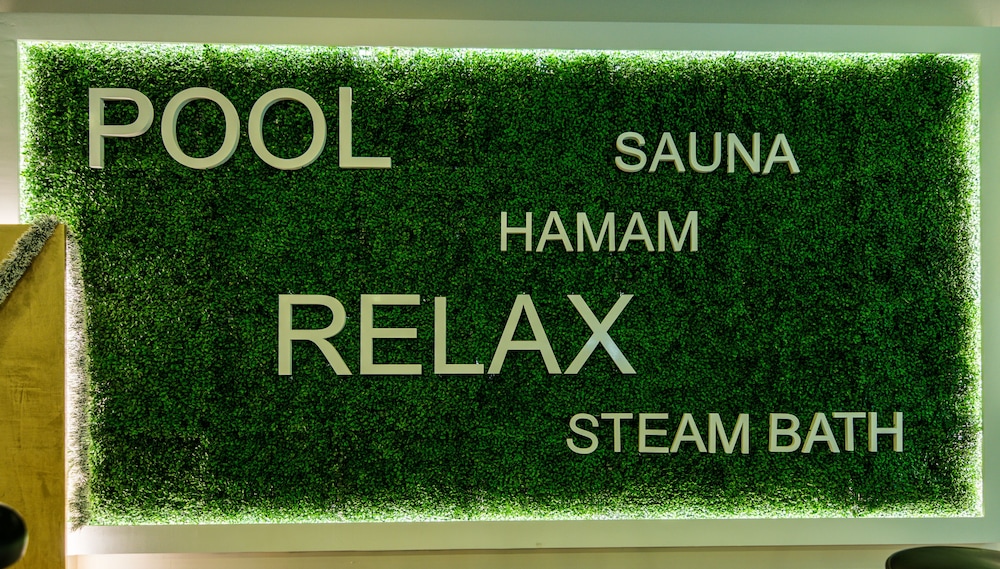 POOL
SAUNA
HAMAM
RELAX
STEAM BATH